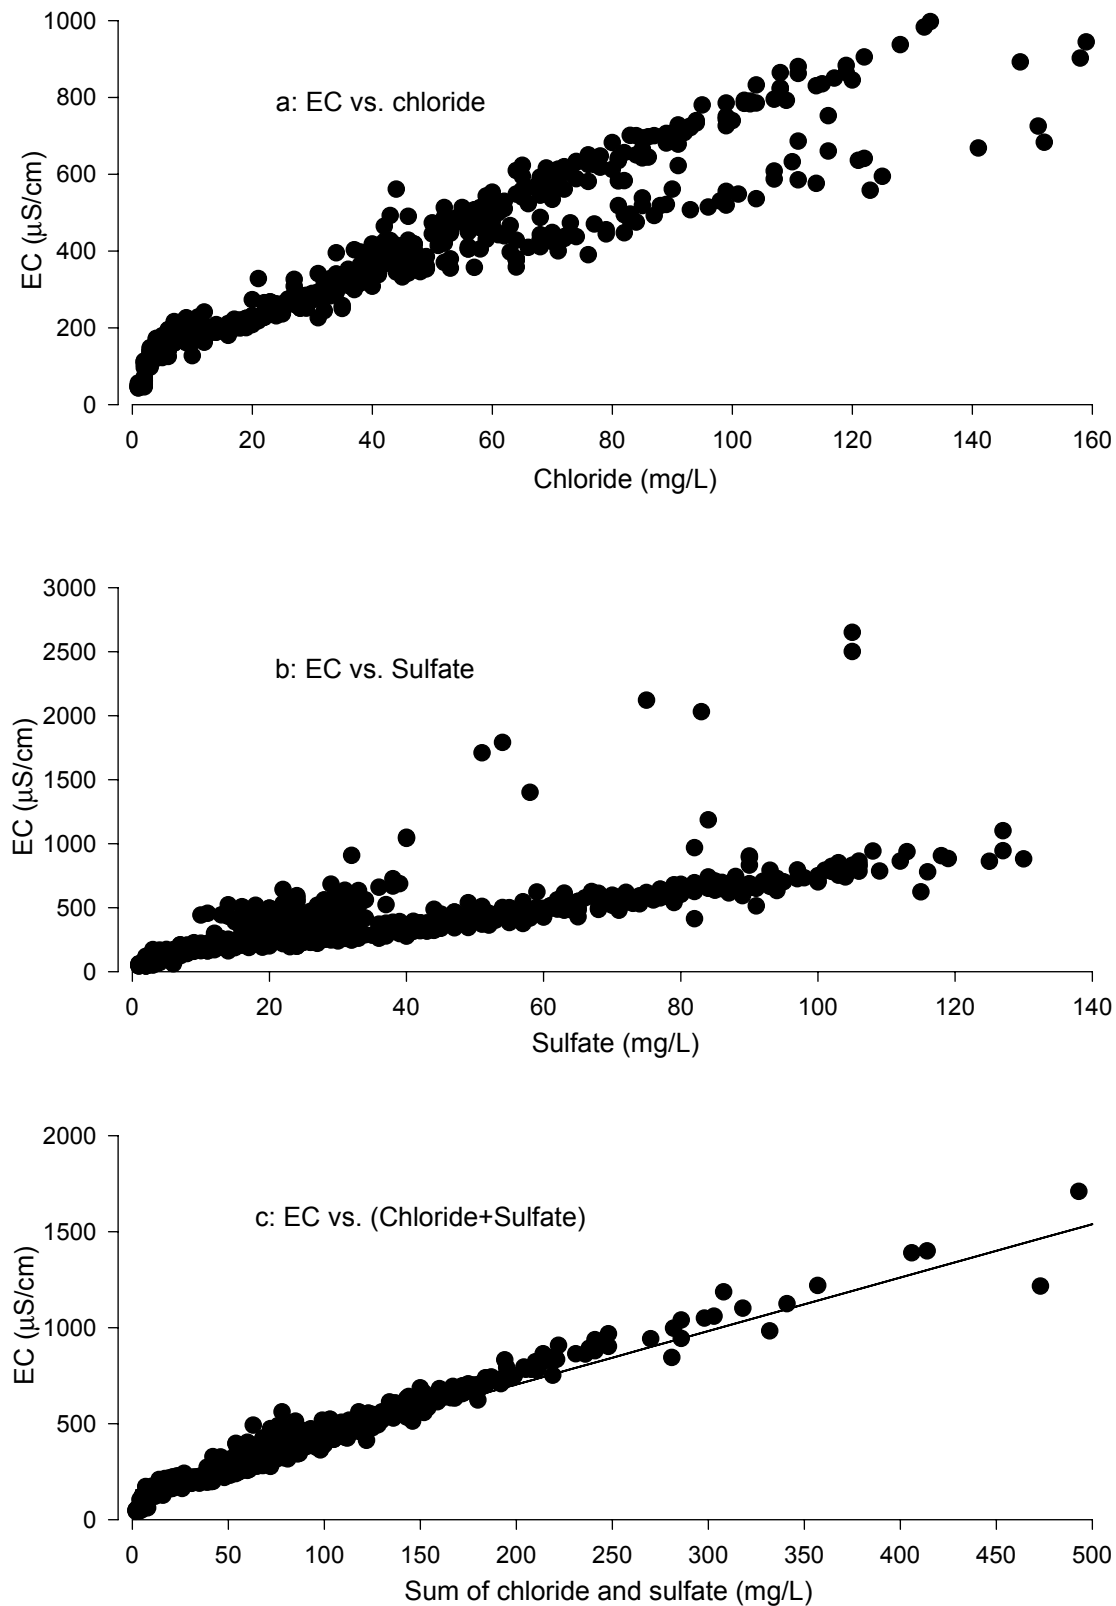 1000
800
600
400
200
0
EC (µS/cm)
a: EC vs. chloride
0 20 40 60 80 100 120 140 160
Chloride (mg/L)
3000
2500
2000
1500
1000
500
0
EC (µS/cm)
b: EC vs. Sulfate
0 20 40 60 80 100 120 140
Sulfate (mg/L)
2000
1500
1000
500
0
EC (µS/cm)
c: EC vs. (Chloride+Sulfate)
0 50 100 150 200 250 300 350 400 450 500
Sum of chloride and sulfate (mg/L)